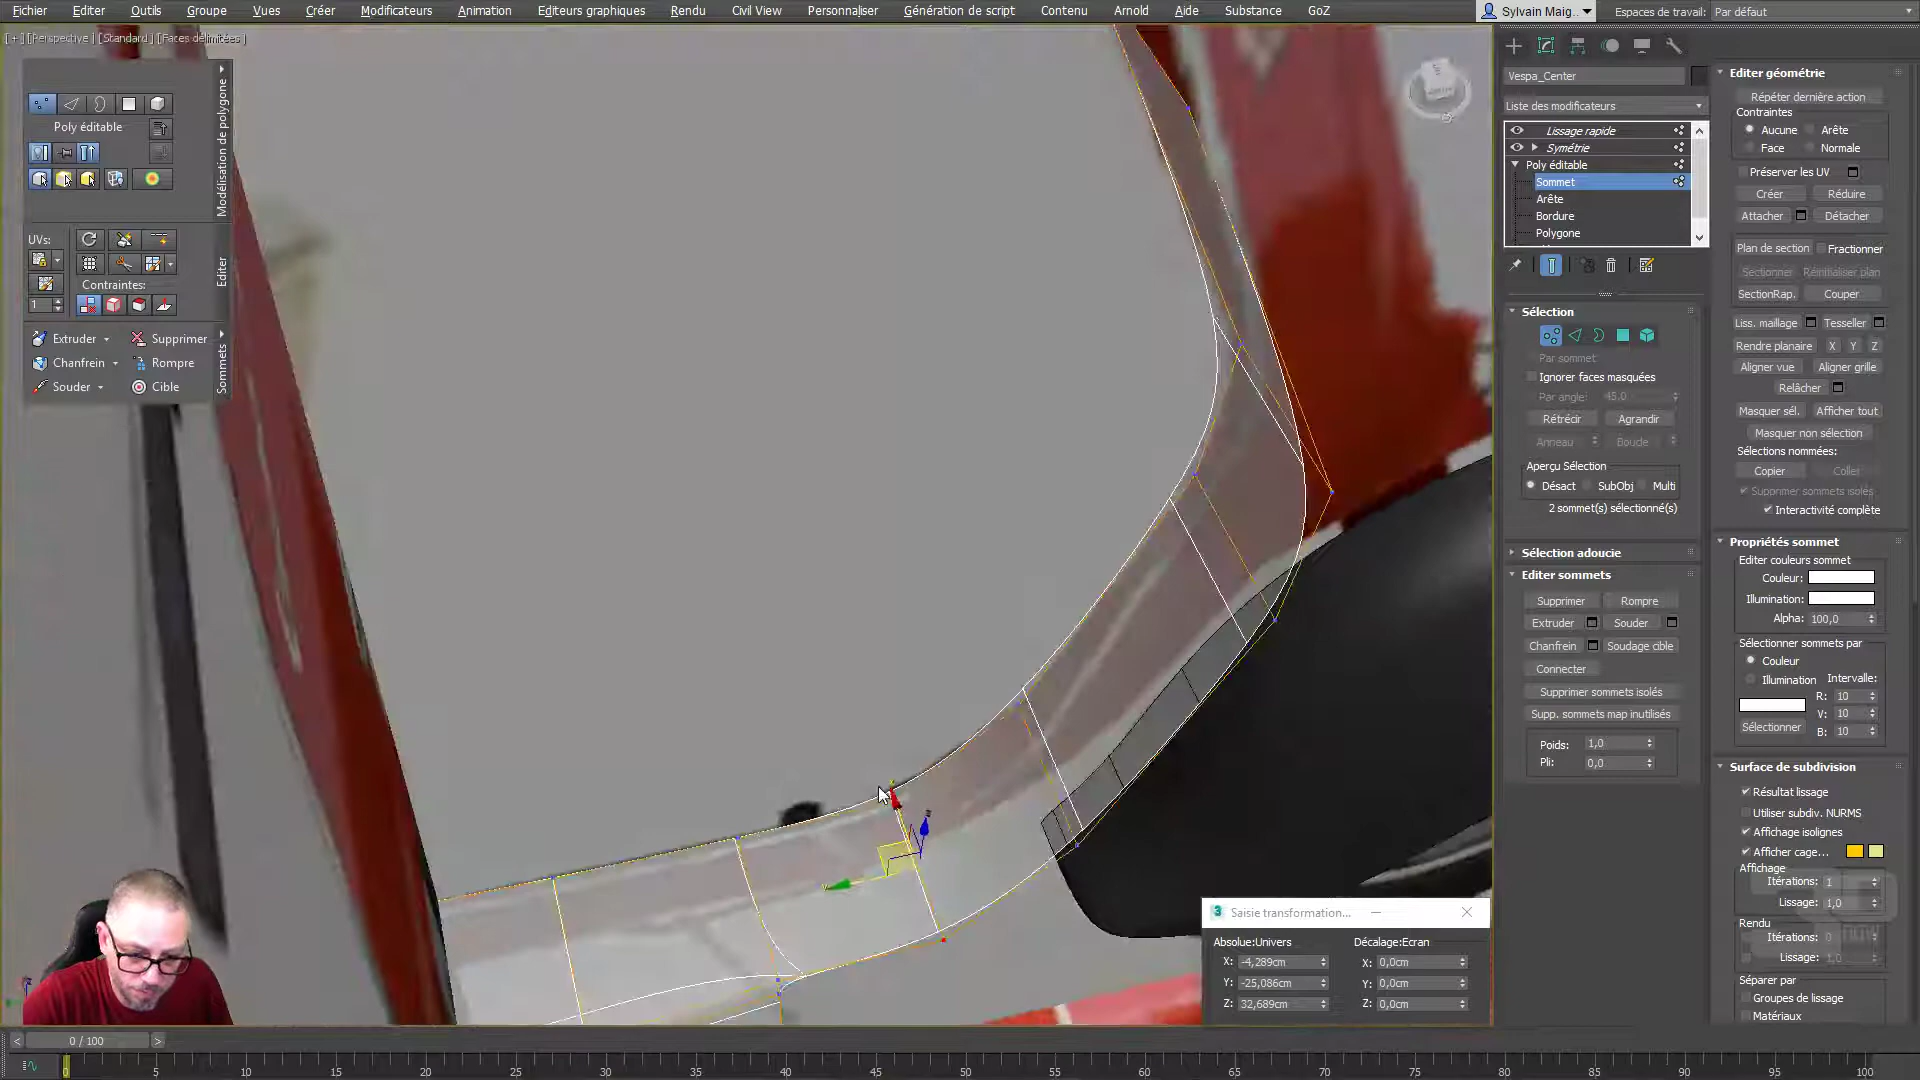 Fichier Editer Outils Groupe Vues Créer Modificateurs Animation Editeurs graphiques Rendu Civil View Personnaliser Génération de script Contenu Arnold Aide Substance GoZ Sylvain Maig.. Espaces de travail: Par défaut
[ + ] [Perspective ] [Standard ] [Faces délimitées ]
Poly éditable
UVs:
Contraintes:
1
Extruder Supprimer
Chanfrein Rompre
Souder Cible
Modélisation de polygone
Editer
Sommets
Vespa_Center
Liste des modificateurs
Lissage rapide
Symétrie
Poly éditable
Sommet
Arête
Bordure
Polygone
Sélection
Par sommet
Ignorer faces masquées
Par angle: 45.0
Rétrécir Agrandir
Anneau Boucle
Aperçu Sélection
Désact SubObj Multi
2 sommet(s) sélectionné(s)
Sélection adoucie
Editer sommets
Supprimer Rompre
Extruder Souder
Chanfrein Soudage cible
Connecter
Supprimer sommets isolés
Supp. sommets map inutilisés
Poids: 1,0
Pli: 0,0
Editer géométrie
Répéter dernière action
Contraintes
Aucune Arête
Face Normale
Préserver les UV
Créer Réduire
Attacher Détacher
Plan de section Fractionner
Sectionner Réinitialiser plan
SectionRap. Couper
Liss. maillage Tesseller
Rendre planaire X Y Z
Aligner vue Aligner grille
Relâcher
Masquer sél. Afficher tout
Masquer non sélection
Sélections nommées:
Copier Coller
Supprimer sommets isolés
Interactivité complète
Propriétés sommet
Editer couleurs sommet
Couleur:
Illumination:
Alpha: 100,0
Sélectionner sommets par
Couleur
Illumination Intervalle:
R: 10
V: 10
Sélectionner B: 10
Surface de subdivision
Résultat lissage
Utiliser subdiv. NURMS
Affichage isolignes
Afficher cage...
Affichage
Itérations: 1
Lissage: 1,0
Rendu
Itérations: 0
Lissage: 1,0
Séparer par
Groupes de lissage
Matériaux
3 Saisie transformation...
Absolue:Univers Décalage:Ecran
X: -4,289cm X: 0,0cm
Y: -25,086cm Y: 0,0cm
Z: 32,689cm Z: 0,0cm
< 0 / 100 >
0 5 10 15 20 25 30 35 40 45 50 55 60 65 70 75 80 85 90 95 100